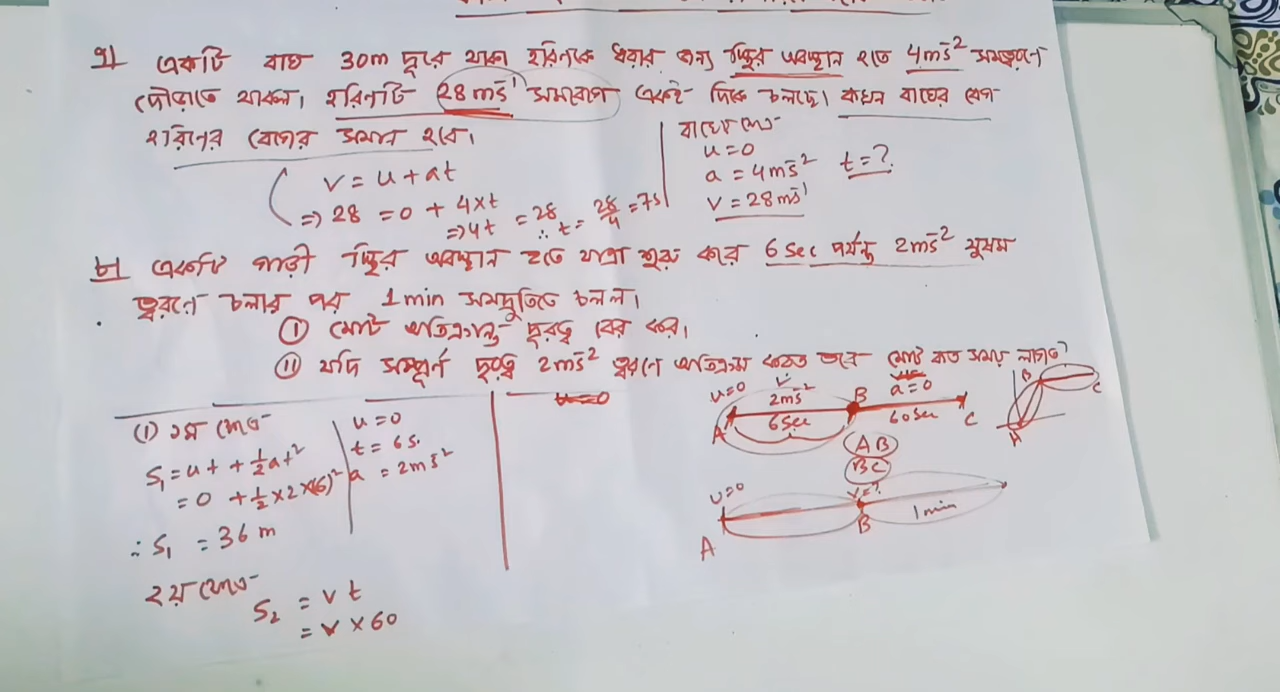 ৭) একটি বাঘ 30m দূরে থাকা হরিনকে ধরার জন্য স্থির অবস্থান হতে 4ms⁻² সমত্বরণে
দৌড়াতে থাকল। হরিণটি 28ms⁻¹ সমবেগে একই দিকে চলছে। কখন বাঘের বেগ
হরিনের বেগের সমান হবে।
বাঘের ক্ষেত্রে
u=0
a = 4ms⁻² t=?
v = 28ms⁻¹
v = u+at
⇒ 28 = 0 + 4×t
⇒ 4t = 28 ∴ t = 28/4 = 7s
৮) একটি গাড়ী স্থির অবস্থান হতে যাত্রা শুরু করে 6 sec পর্যন্ত 2ms⁻² সুষম
ত্বরণে চলার পর 1min সমদ্রুতিতে চলল।
(i) মোট অতিক্রান্ত দূরত্ব বের কর।
(ii) যদি সম্পূর্ণ দূরত্ব 2ms⁻² ত্বরণে অতিক্রম করত তবে মোট কত সময় লাগত?
(i) ১ম ক্ষেত্রে
S₁ = ut + ½at²
= 0 + ½×2×(6)²
∴ S₁ = 36 m
u=0
t = 6 s.
a = 2ms⁻²
২য় ক্ষেত্রে
S₂ = vt
= v × 60
u=0
u=0 v 2ms⁻² B a=0
A 6sec 60sec C
AB
BC
B C
A
u=0 v=?
A B 1min